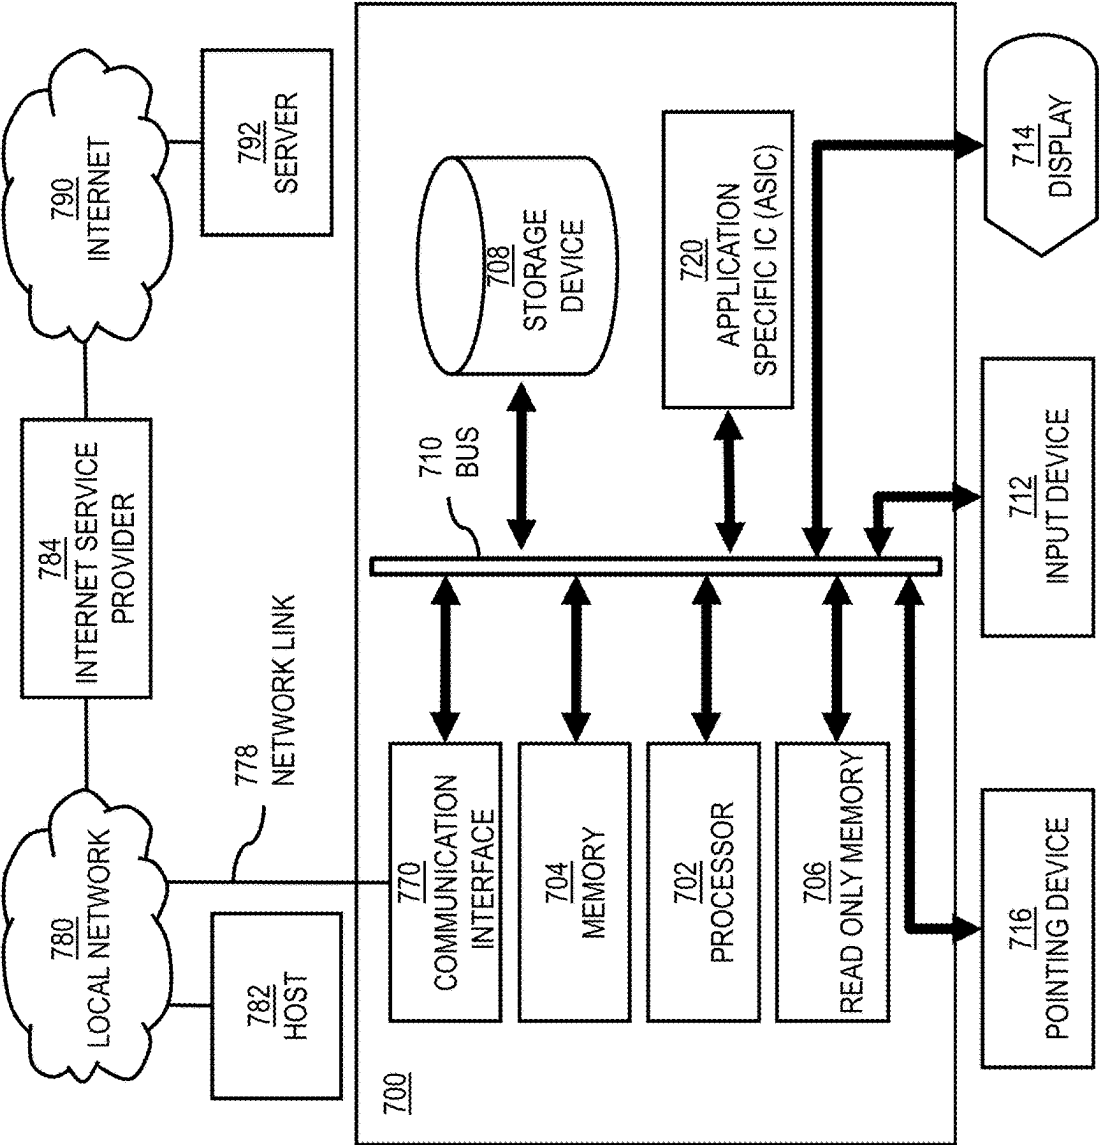 780
LOCAL NETWORK
784
INTERNET SERVICE
PROVIDER
790
INTERNET
782
HOST
778
NETWORK LINK
792
SERVER
700
770
COMMUNICATION
INTERFACE
704
MEMORY
702
PROCESSOR
706
READ ONLY MEMORY
710
BUS
708
STORAGE
DEVICE
720
APPLICATION
SPECIFIC IC (ASIC)
716
POINTING DEVICE
712
INPUT DEVICE
714
DISPLAY